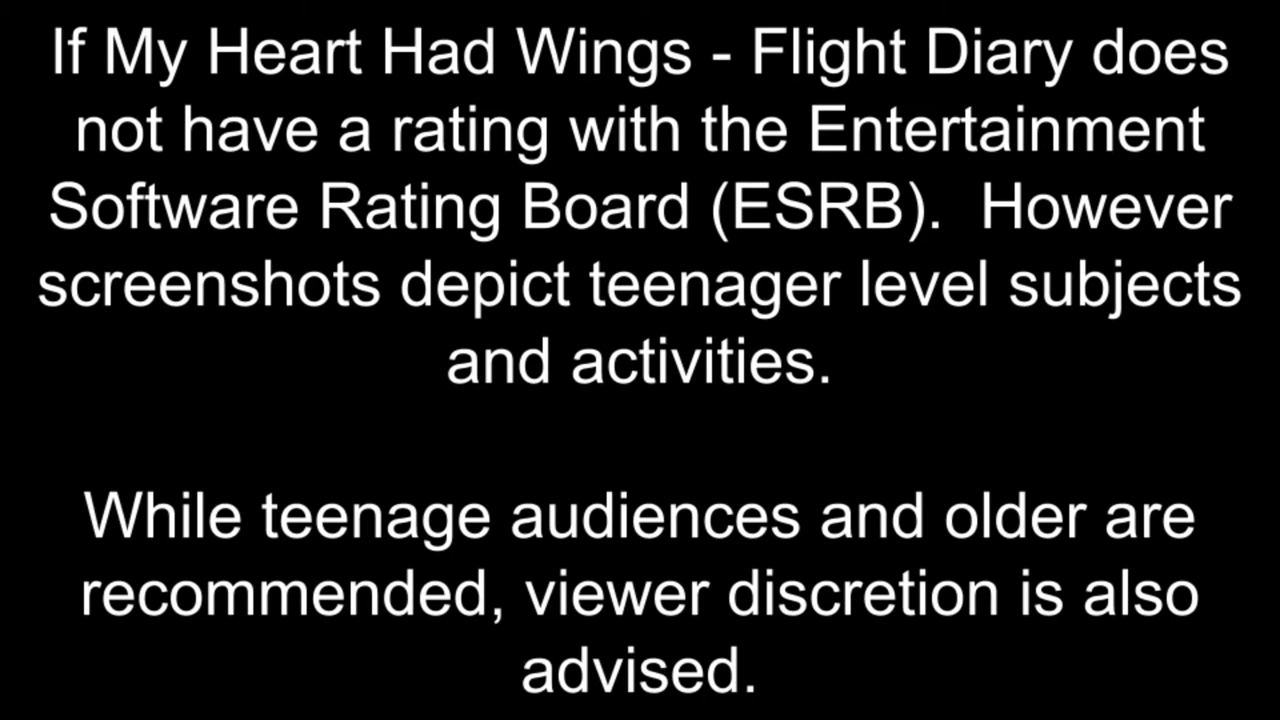 If My Heart Had Wings - Flight Diary does
not have a rating with the Entertainment
Software Rating Board (ESRB).  However
screenshots depict teenager level subjects
and activities.
While teenage audiences and older are
recommended, viewer discretion is also
advised.